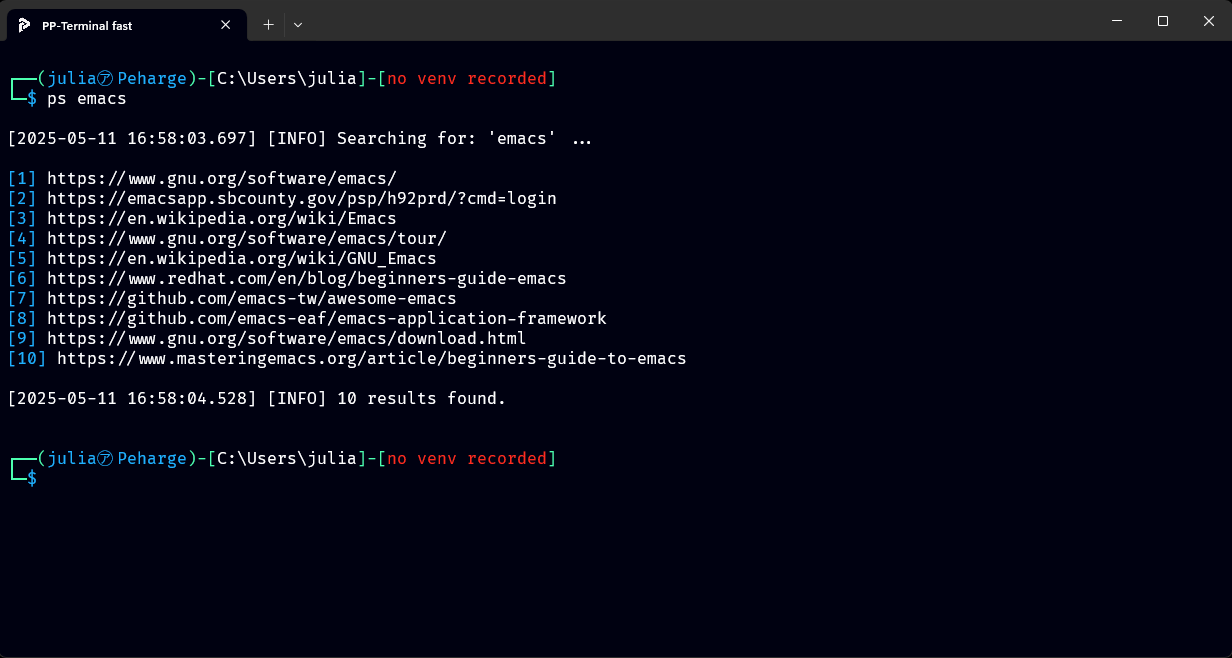 PP-Terminal fast
┌──(julia㋐Peharge)-[C:\Users\julia]-[no venv recorded]
└─$ ps emacs
[2025-05-11 16:58:03.697] [INFO] Searching for: 'emacs' ...
[1] https://www.gnu.org/software/emacs/
[2] https://emacsapp.sbcounty.gov/psp/h92prd/?cmd=login
[3] https://en.wikipedia.org/wiki/Emacs
[4] https://www.gnu.org/software/emacs/tour/
[5] https://en.wikipedia.org/wiki/GNU_Emacs
[6] https://www.redhat.com/en/blog/beginners-guide-emacs
[7] https://github.com/emacs-tw/awesome-emacs
[8] https://github.com/emacs-eaf/emacs-application-framework
[9] https://www.gnu.org/software/emacs/download.html
[10] https://www.masteringemacs.org/article/beginners-guide-to-emacs
[2025-05-11 16:58:04.528] [INFO] 10 results found.
┌──(julia㋐Peharge)-[C:\Users\julia]-[no venv recorded]
└─$